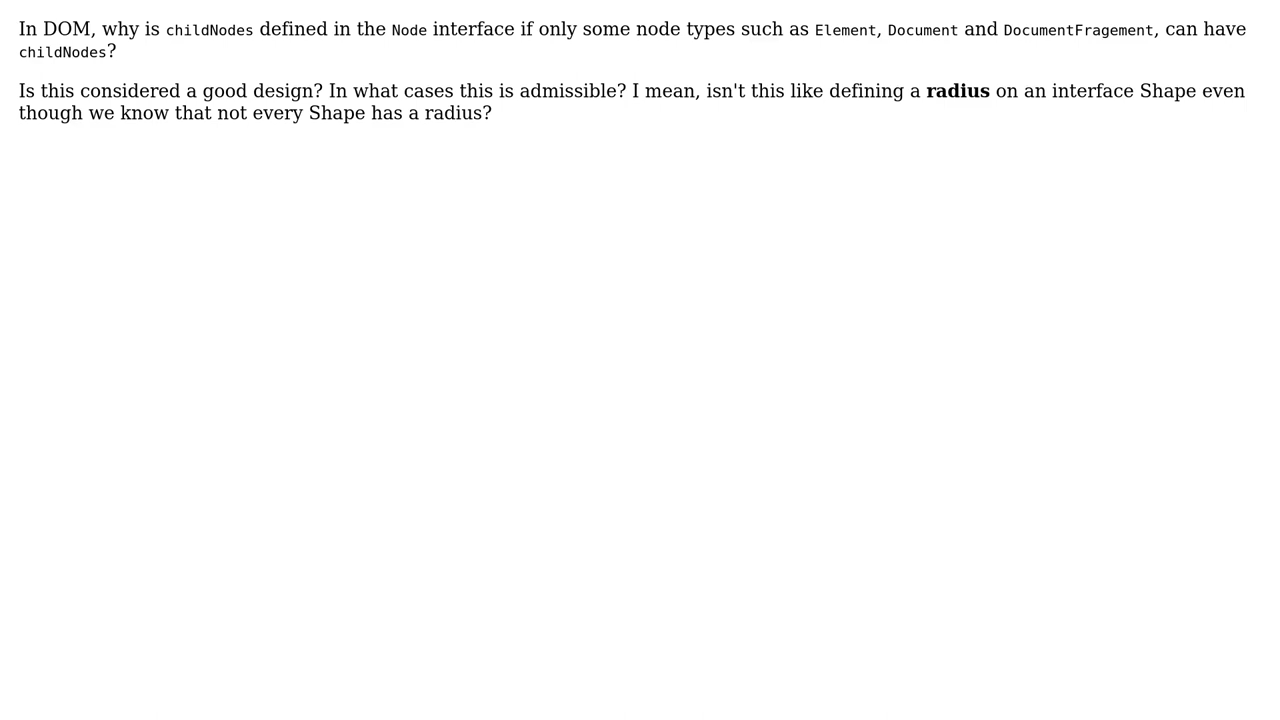 In DOM, why is childNodes defined in the Node interface if only some node types such as Element, Document and DocumentFragement, can have
childNodes?
Is this considered a good design? In what cases this is admissible? I mean, isn't this like defining a radius on an interface Shape even
though we know that not every Shape has a radius?